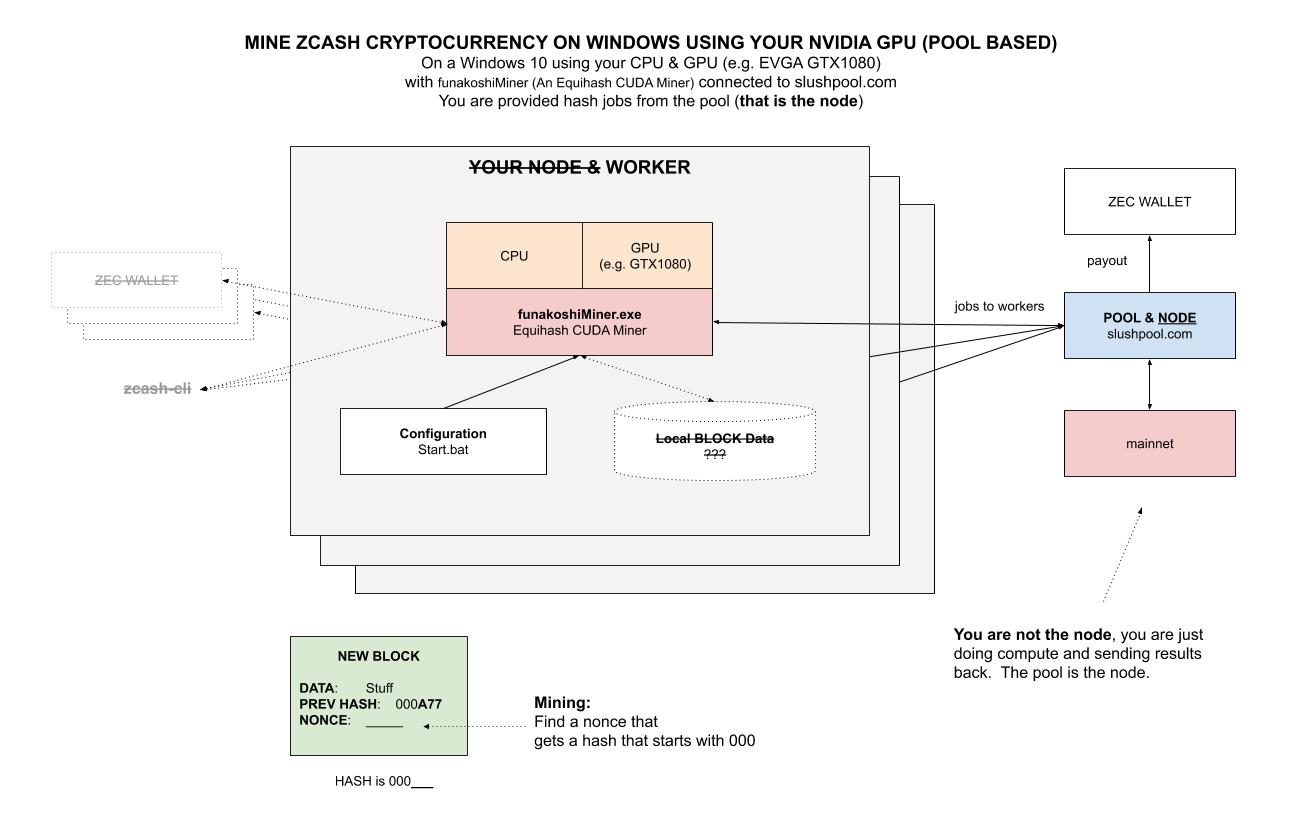 MINE ZCASH CRYPTOCURRENCY ON WINDOWS USING YOUR NVIDIA GPU (POOL BASED)
On a Windows 10 using your CPU & GPU (e.g. EVGA GTX1080)
with funakoshiMiner (An Equihash CUDA Miner) connected to slushpool.com
You are provided hash jobs from the pool (that is the node)
YOUR NODE & WORKER
CPU
GPU
(e.g. GTX1080)
funakoshiMiner.exe
Equihash CUDA Miner
ZEC WALLET
zcash-cli
Configuration
Start.bat
Local BLOCK Data
???
ZEC WALLET
payout
jobs to workers
POOL & NODE
slushpool.com
mainnet
You are not the node, you are just
doing compute and sending results
back.  The pool is the node.
NEW BLOCK
DATA: Stuff
PREV HASH: 000A77
NONCE: _____
HASH is 000___
Mining:
Find a nonce that
gets a hash that starts with 000